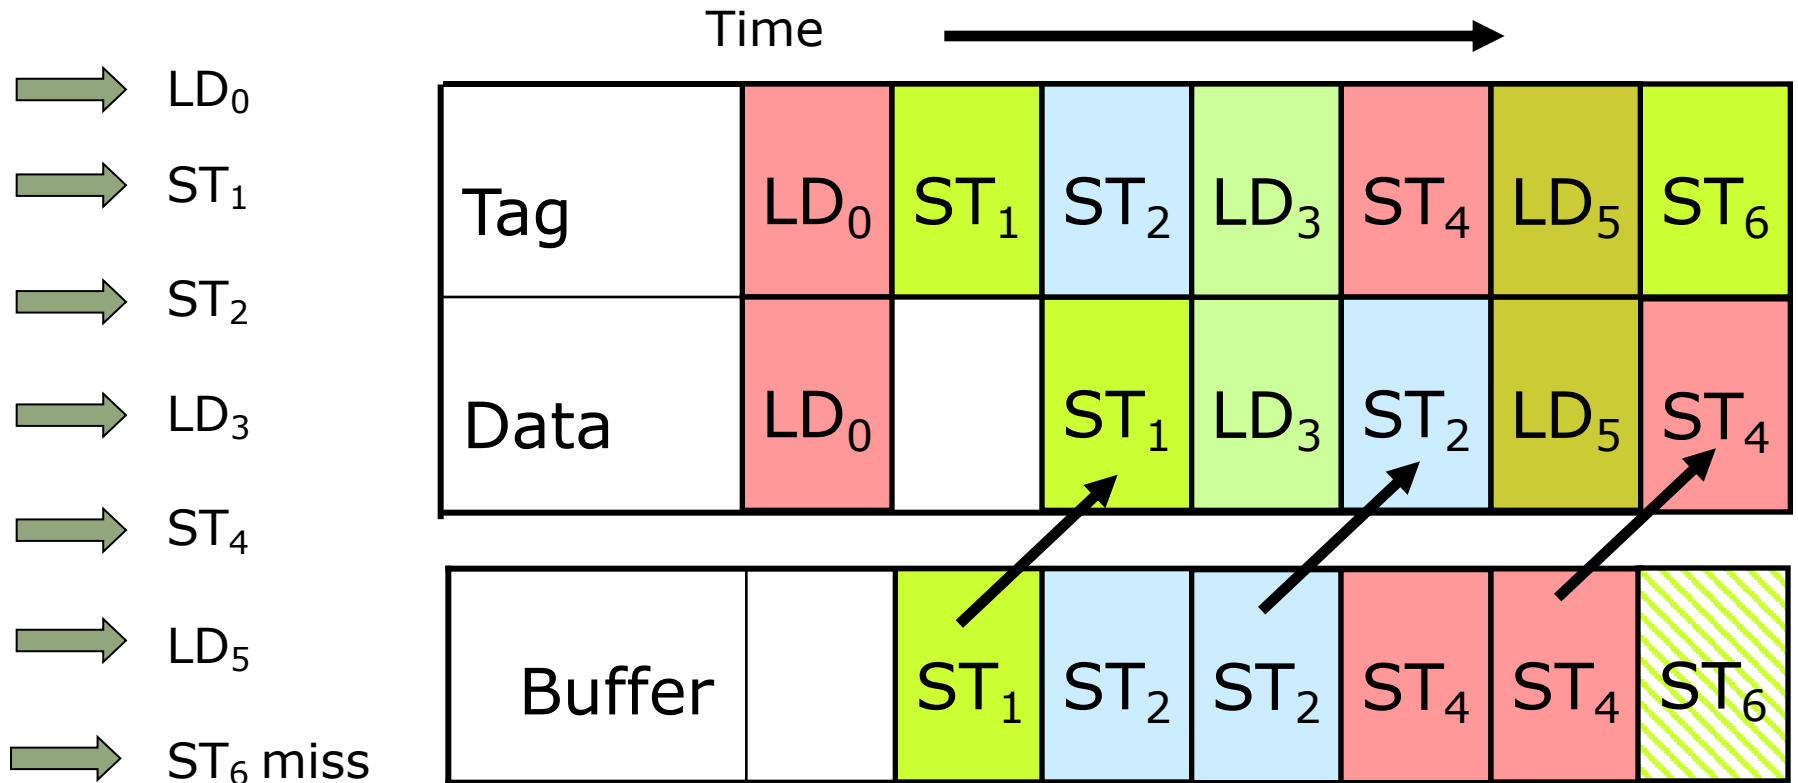 Time
LD₀
ST₁
ST₂
LD₃
ST₄
LD₅
ST₆ miss
Tag LD₀ ST₁ ST₂ LD₃ ST₄ LD₅ ST₆
Data LD₀ ST₁ LD₃ ST₂ LD₅ ST₄
Buffer ST₁ ST₂ ST₂ ST₄ ST₄ ST₆